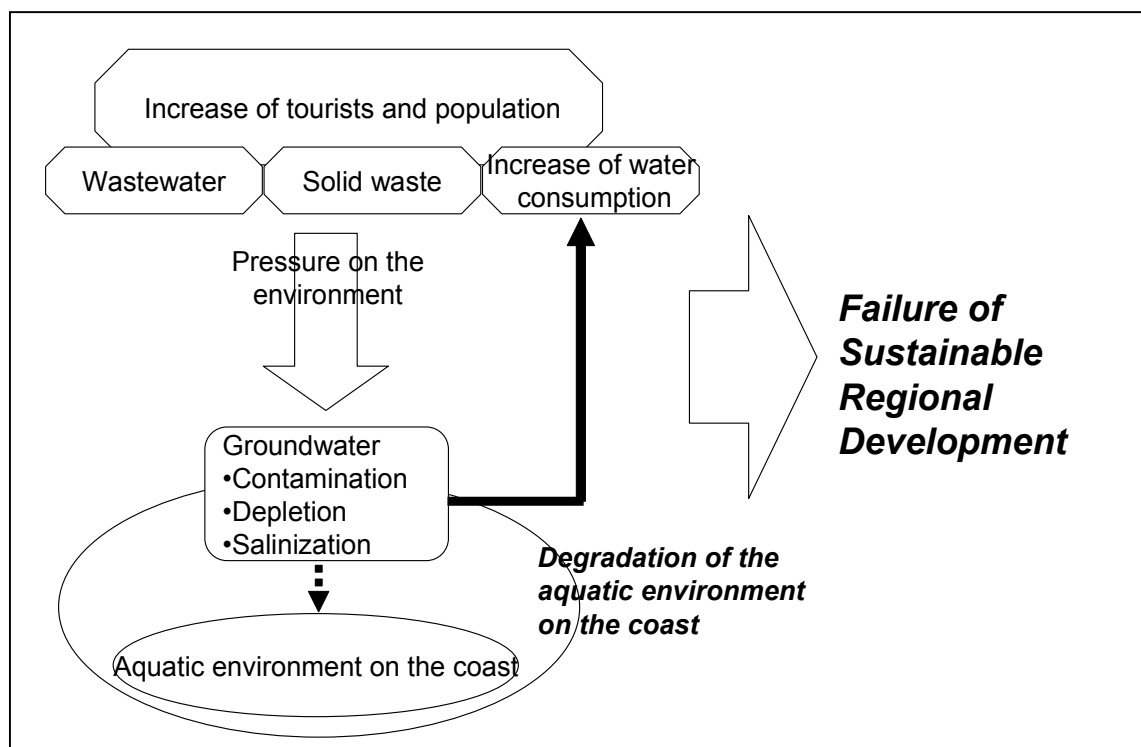 Increase of tourists and population
Wastewater
Solid waste
Increase of water
consumption
Pressure on the
environment
Failure of
Sustainable
Regional
Development
Groundwater
•Contamination
•Depletion
•Salinization
Degradation of the
aquatic environment
on the coast
Aquatic environment on the coast